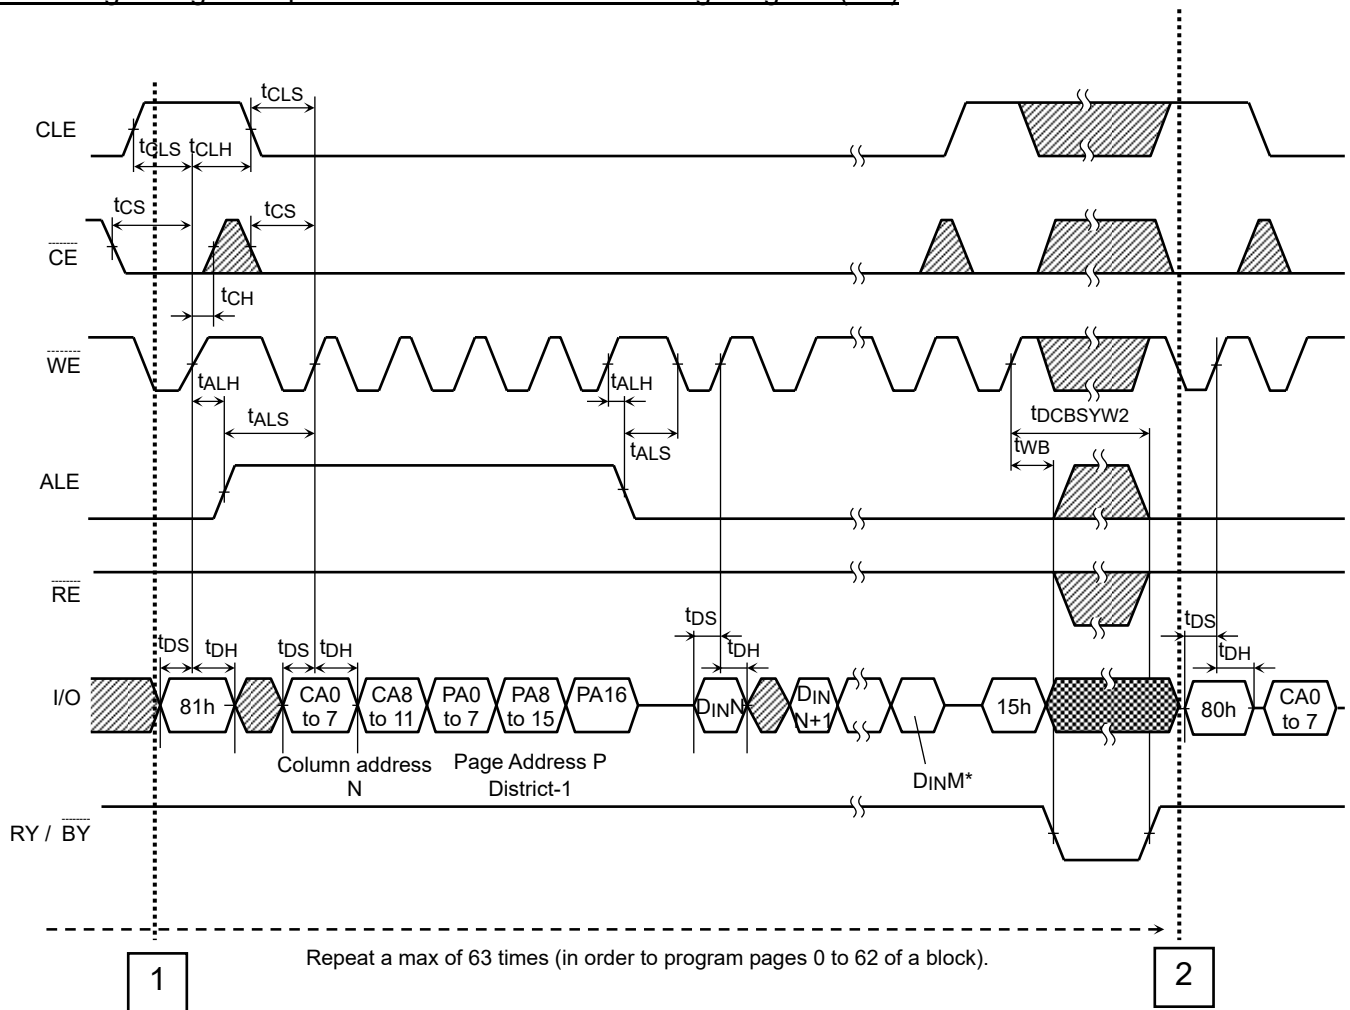 tCLS
CLE
tCLS tCLH
tCS tCS
CE
tCH
WE
tALH tALH
tDCBSYW2
tALS
tWB
tALS
ALE
RE
tDS
tDS
tDS tDH tDS tDH
tDH
tDH
I/O
81h
CA0 to 7
CA8 to 11
PA0 to 7
PA8 to 15
PA16
DINN
DIN N+1
15h
80h
CA0 to 7
Column address
N
Page Address P
District-1
DINM*
RY / BY
Repeat a max of 63 times (in order to program pages 0 to 62 of a block).
1
2